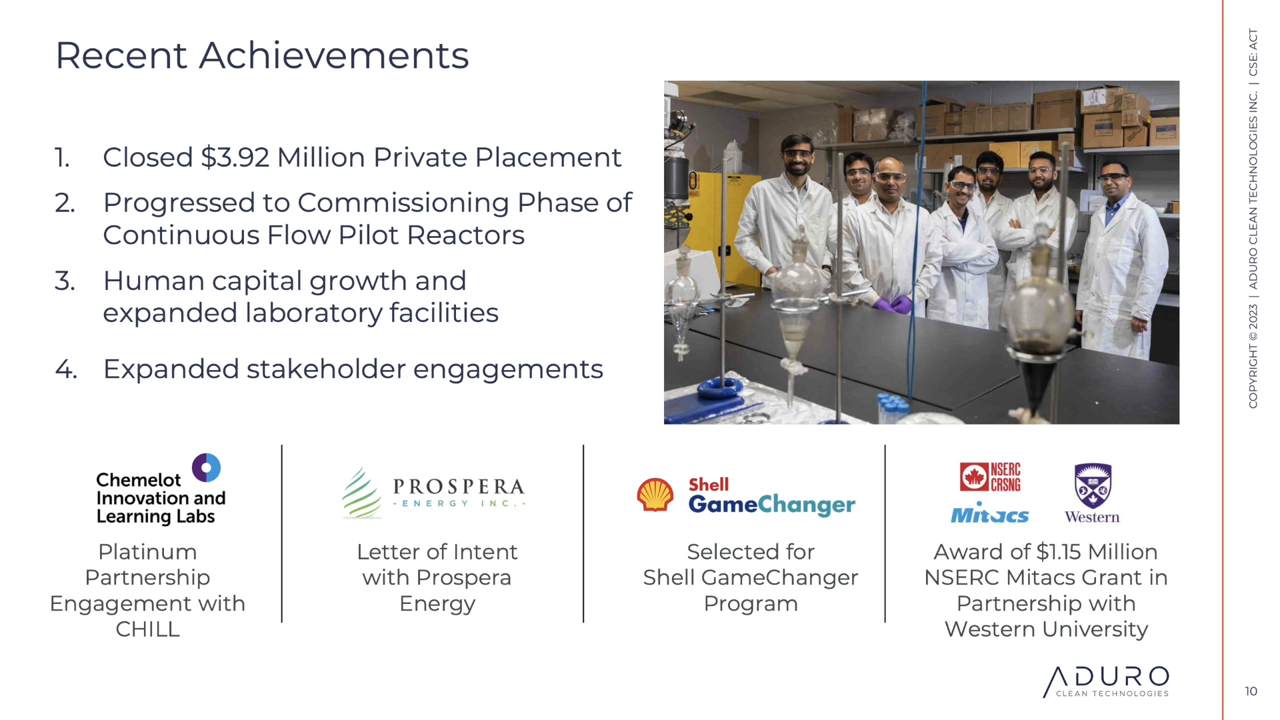 Recent Achievements
1. Closed $3.92 Million Private Placement
2. Progressed to Commissioning Phase of
Continuous Flow Pilot Reactors
3. Human capital growth and
expanded laboratory facilities
4. Expanded stakeholder engagements
Chemelot
Innovation and
Learning Labs
Platinum
Partnership
Engagement with
CHILL
PROSPERA
-ENERGY INC.-
Letter of Intent
with Prospera
Energy
Shell
GameChanger
Selected for
Shell GameChanger
Program
NSERC
CRSNG
Mitacs
Western
Award of $1.15 Million
NSERC Mitacs Grant in
Partnership with
Western University
ADURO
CLEAN TECHNOLOGIES
COPYRIGHT © 2023 | ADURO CLEAN TECHNOLOGIES INC. | CSE: ACT
10